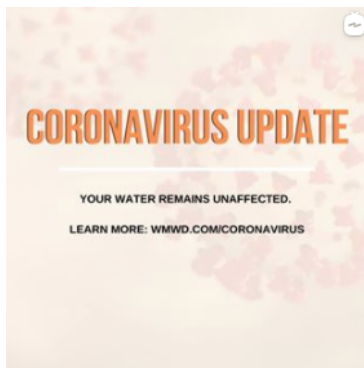 CORONAVIRUS UPDATE
YOUR WATER REMAINS UNAFFECTED.
LEARN MORE: WMWD.COM/CORONAVIRUS